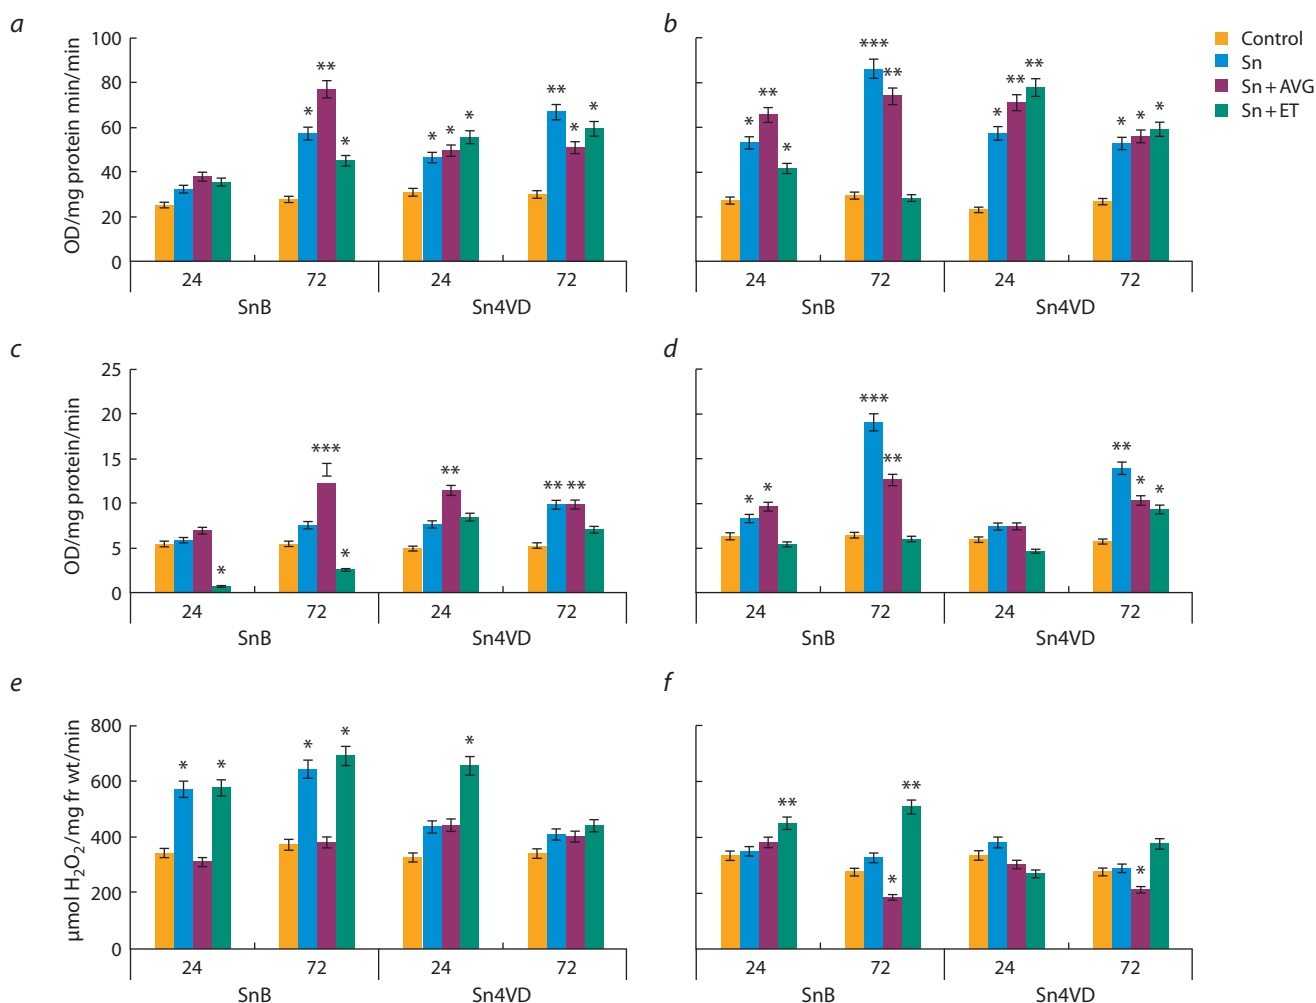 a
b
Control
Sn
Sn + AVG
Sn + ET
OD/mg protein min/min
100
80
60
40
20
0
* ** * * * * ** * *
* ** * *** ** * ** ** * * *
24 72 24 72
SnB Sn4VD
24 72 24 72
SnB Sn4VD
c
d
OD/mg protein/min
25
20
15
10
5
0
* *** * ** ** **
* * *** ** ** * *
24 72 24 72
SnB Sn4VD
24 72 24 72
SnB Sn4VD
e
f
µmol H₂O₂/mg fr wt/min
800
600
400
200
0
* * * * *
** * ** *
24 72 24 72
SnB Sn4VD
24 72 24 72
SnB Sn4VD